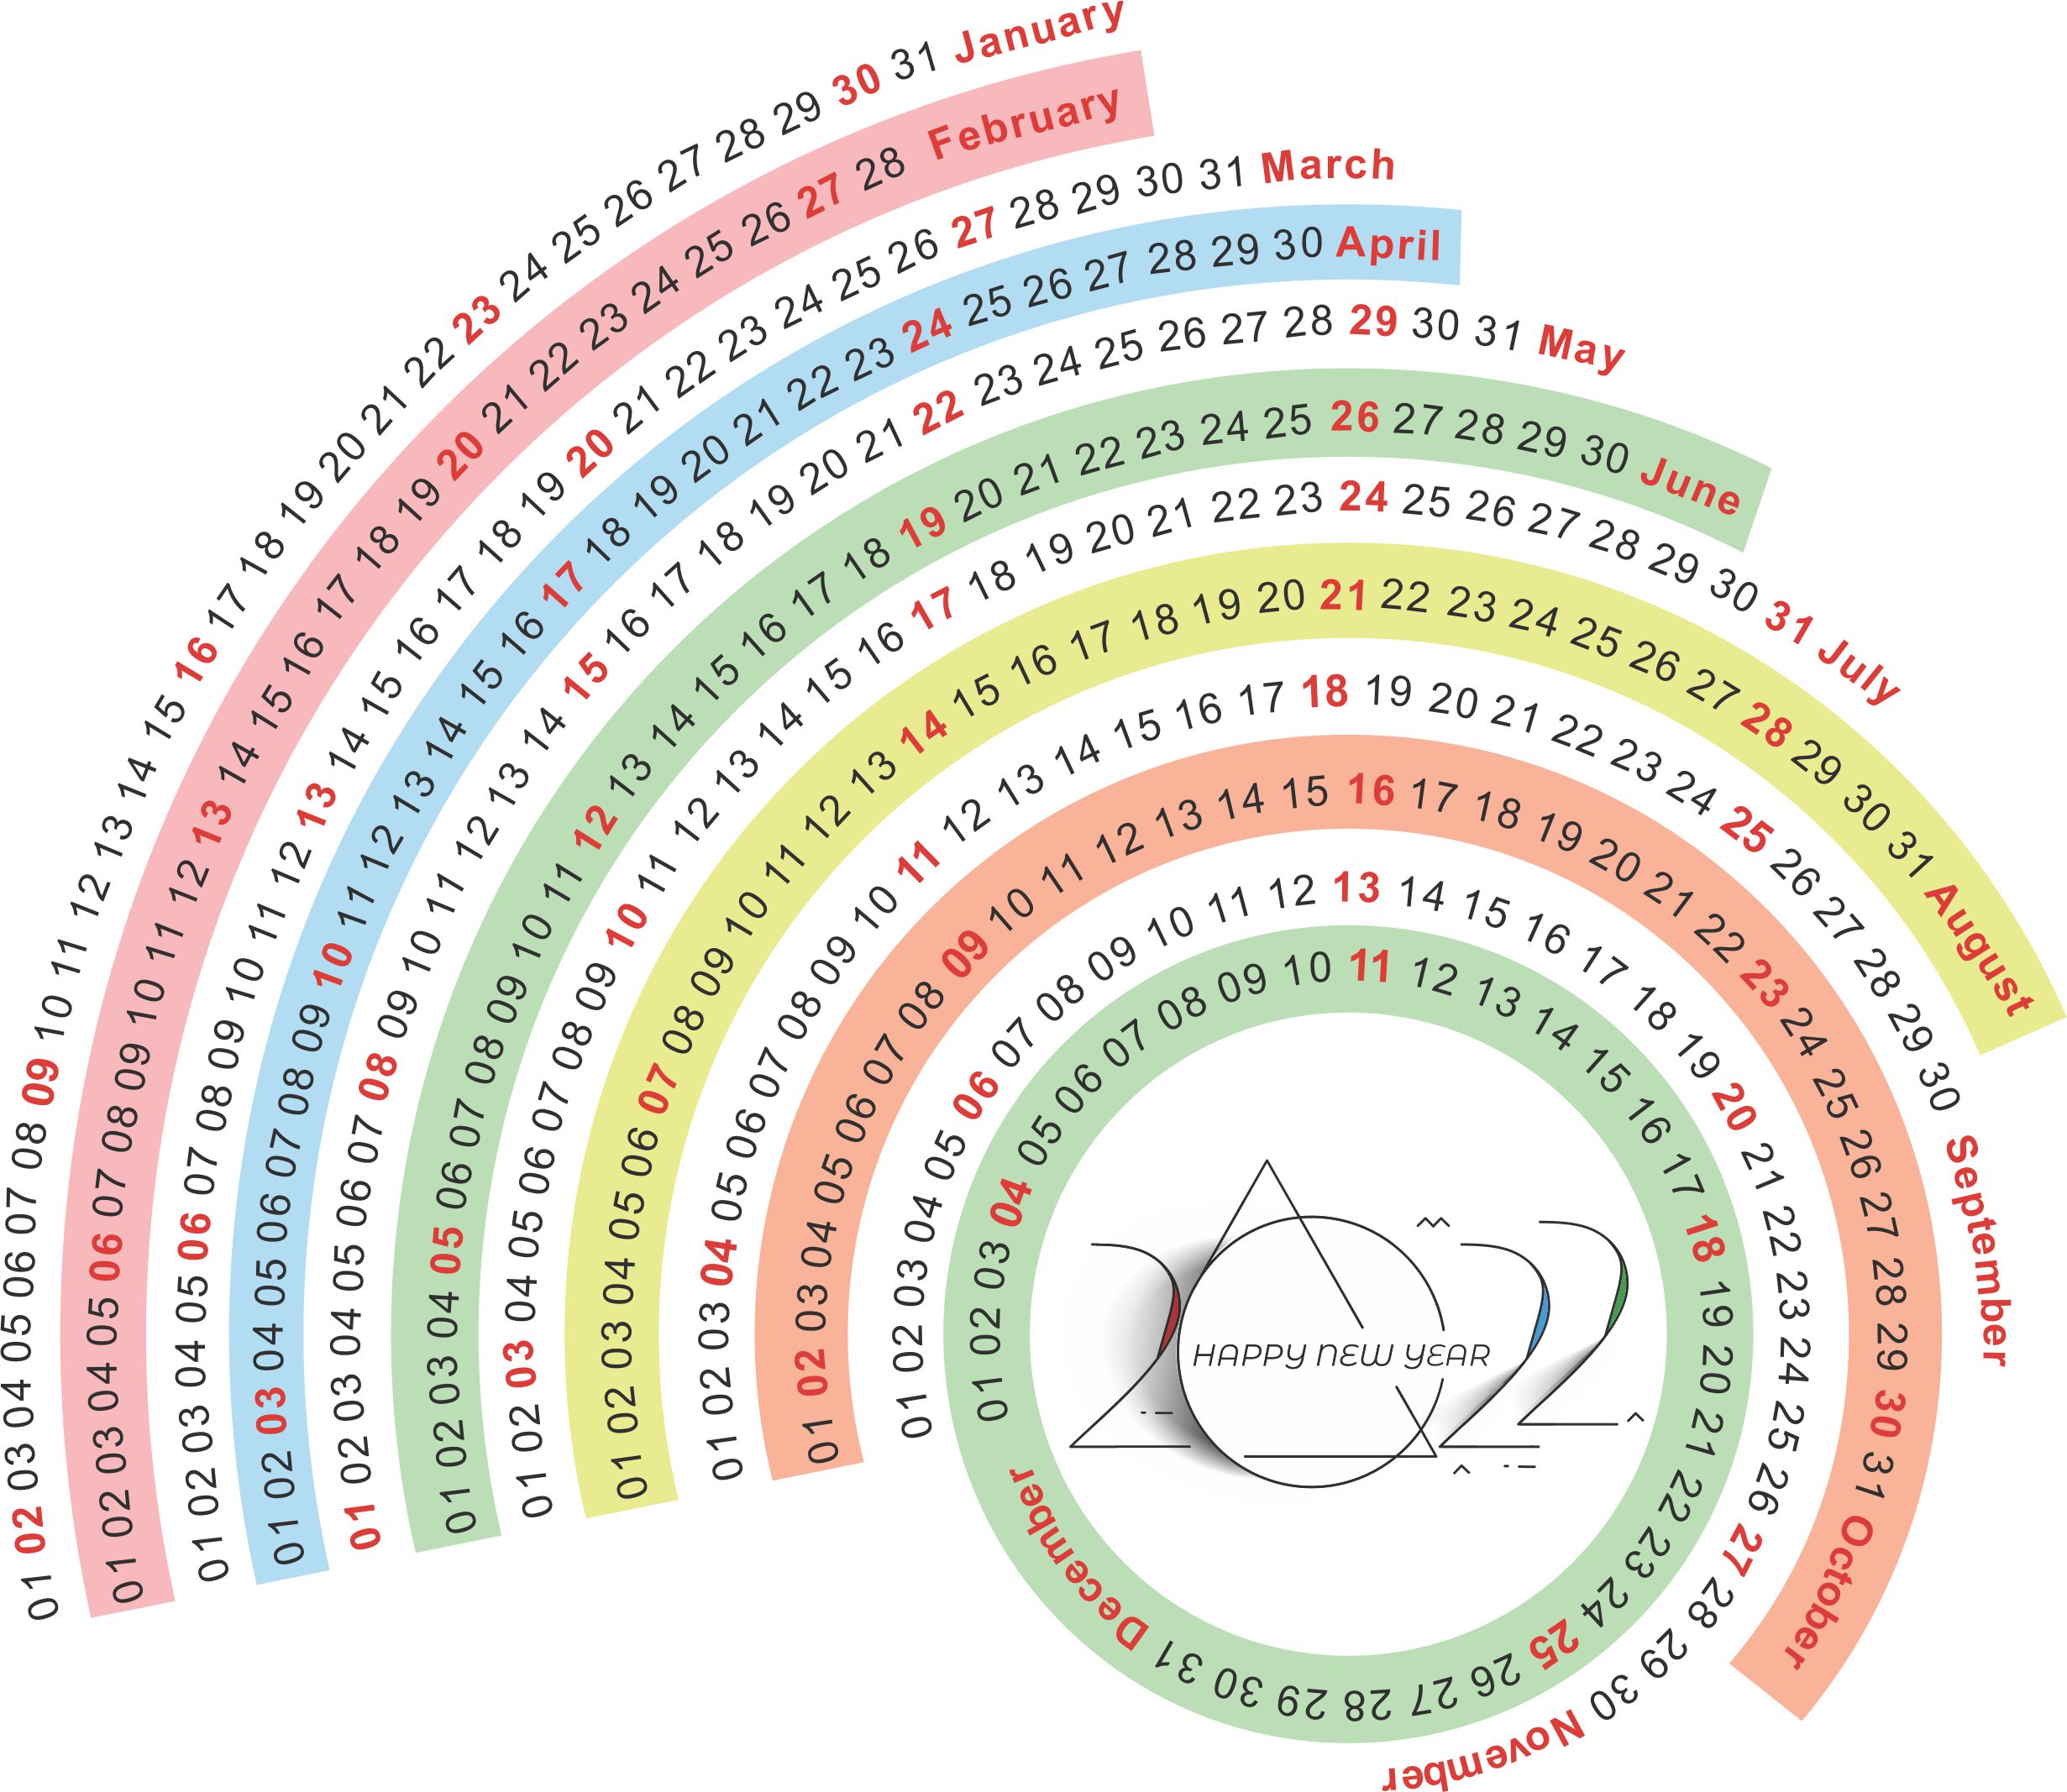 01 02 03 04 05 06 07 08 09 10 11 12 13 14 15 16 17 18 19 20 21 22 23 24 25 26 27 28 29 30 31 January
01 02 03 04 05 06 07 08 09 10 11 12 13 14 15 16 17 18 19 20 21 22 23 24 25 26 27 28 February
01 02 03 04 05 06 07 08 09 10 11 12 13 14 15 16 17 18 19 20 21 22 23 24 25 26 27 28 29 30 31 March
01 02 03 04 05 06 07 08 09 10 11 12 13 14 15 16 17 18 19 20 21 22 23 24 25 26 27 28 29 30 April
01 02 03 04 05 06 07 08 09 10 11 12 13 14 15 16 17 18 19 20 21 22 23 24 25 26 27 28 29 30 31 May
01 02 03 04 05 06 07 08 09 10 11 12 13 14 15 16 17 18 19 20 21 22 23 24 25 26 27 28 29 30 June
01 02 03 04 05 06 07 08 09 10 11 12 13 14 15 16 17 18 19 20 21 22 23 24 25 26 27 28 29 30 31 July
01 02 03 04 05 06 07 08 09 10 11 12 13 14 15 16 17 18 19 20 21 22 23 24 25 26 27 28 29 30 31 August
01 02 03 04 05 06 07 08 09 10 11 12 13 14 15 16 17 18 19 20 21 22 23 24 25 26 27 28 29 30 September
01 02 03 04 05 06 07 08 09 10 11 12 13 14 15 16 17 18 19 20 21 22 23 24 25 26 27 28 29 30 31 October
01 02 03 04 05 06 07 08 09 10 11 12 13 14 15 16 17 18 19 20 21 22 23 24 25 26 27 28 29 30 November
01 02 03 04 05 06 07 08 09 10 11 12 13 14 15 16 17 18 19 20 21 22 23 24 25 26 27 28 29 30 31 December
2022
HAPPY NEW YEAR